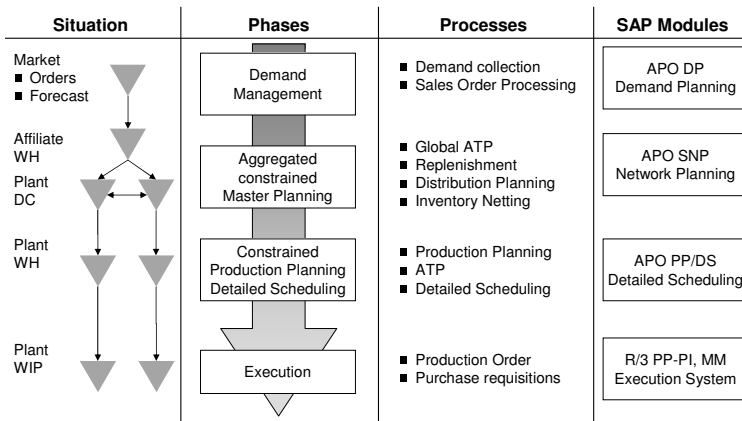 Situation
Phases
Processes
SAP Modules
Market
■ Orders
■ Forecast
Demand
Management
■ Demand collection
■ Sales Order Processing
APO DP
Demand Planning
Affiliate
WH
Plant
DC
Aggregated
constrained
Master Planning
■ Global ATP
■ Replenishment
■ Distribution Planning
■ Inventory Netting
APO SNP
Network Planning
Plant
WH
Constrained
Production Planning
Detailed Scheduling
■ Production Planning
■ ATP
■ Detailed Scheduling
APO PP/DS
Detailed Scheduling
Plant
WIP
Execution
■ Production Order
■ Purchase requisitions
R/3 PP-PI, MM
Execution System